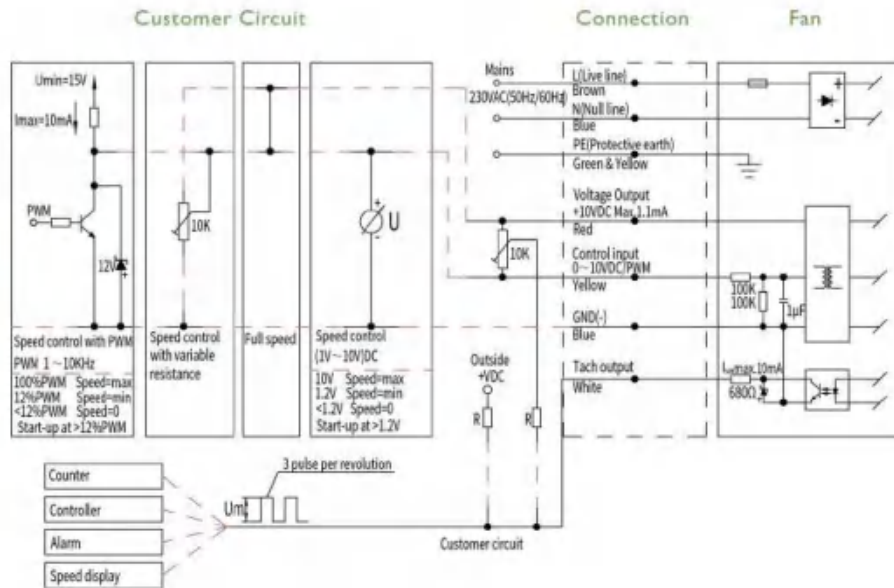 Customer Circuit
Connection
Fan
Umin=15V
Imax=10mA
PWM
12V
Speed control with PWM
PWN 1~10KHz
100%PWM Speed=max
12%PWM Speed=min
<12%PWM Speed=0
Start-up at >12%PWM
10K
Speed control
with variable
resistance
Full speed
+
U
-
Speed control
(1V~10V)DC
10V Speed=max
1.2V Speed=min
<1.2V Speed=0
Start-up at >1.2V
Mains
230VAC(50Hz/60Hz)
10K
Outside
+VDC
R
R
L(Live line)
Brown
N(Null line)
Blue
PE(Protective earth)
Green & Yellow
Voltage Output
+10VDC Max.1.1mA
Red
Control input
0~10VDC/PWM
Yellow
GND(-)
Blue
Tach output
White
+
-
100K
100K
1μF
max.10mA
680Ω
3 pulse per revolution
Um
Counter
Controller
Alarm
Speed display
Customer circuit